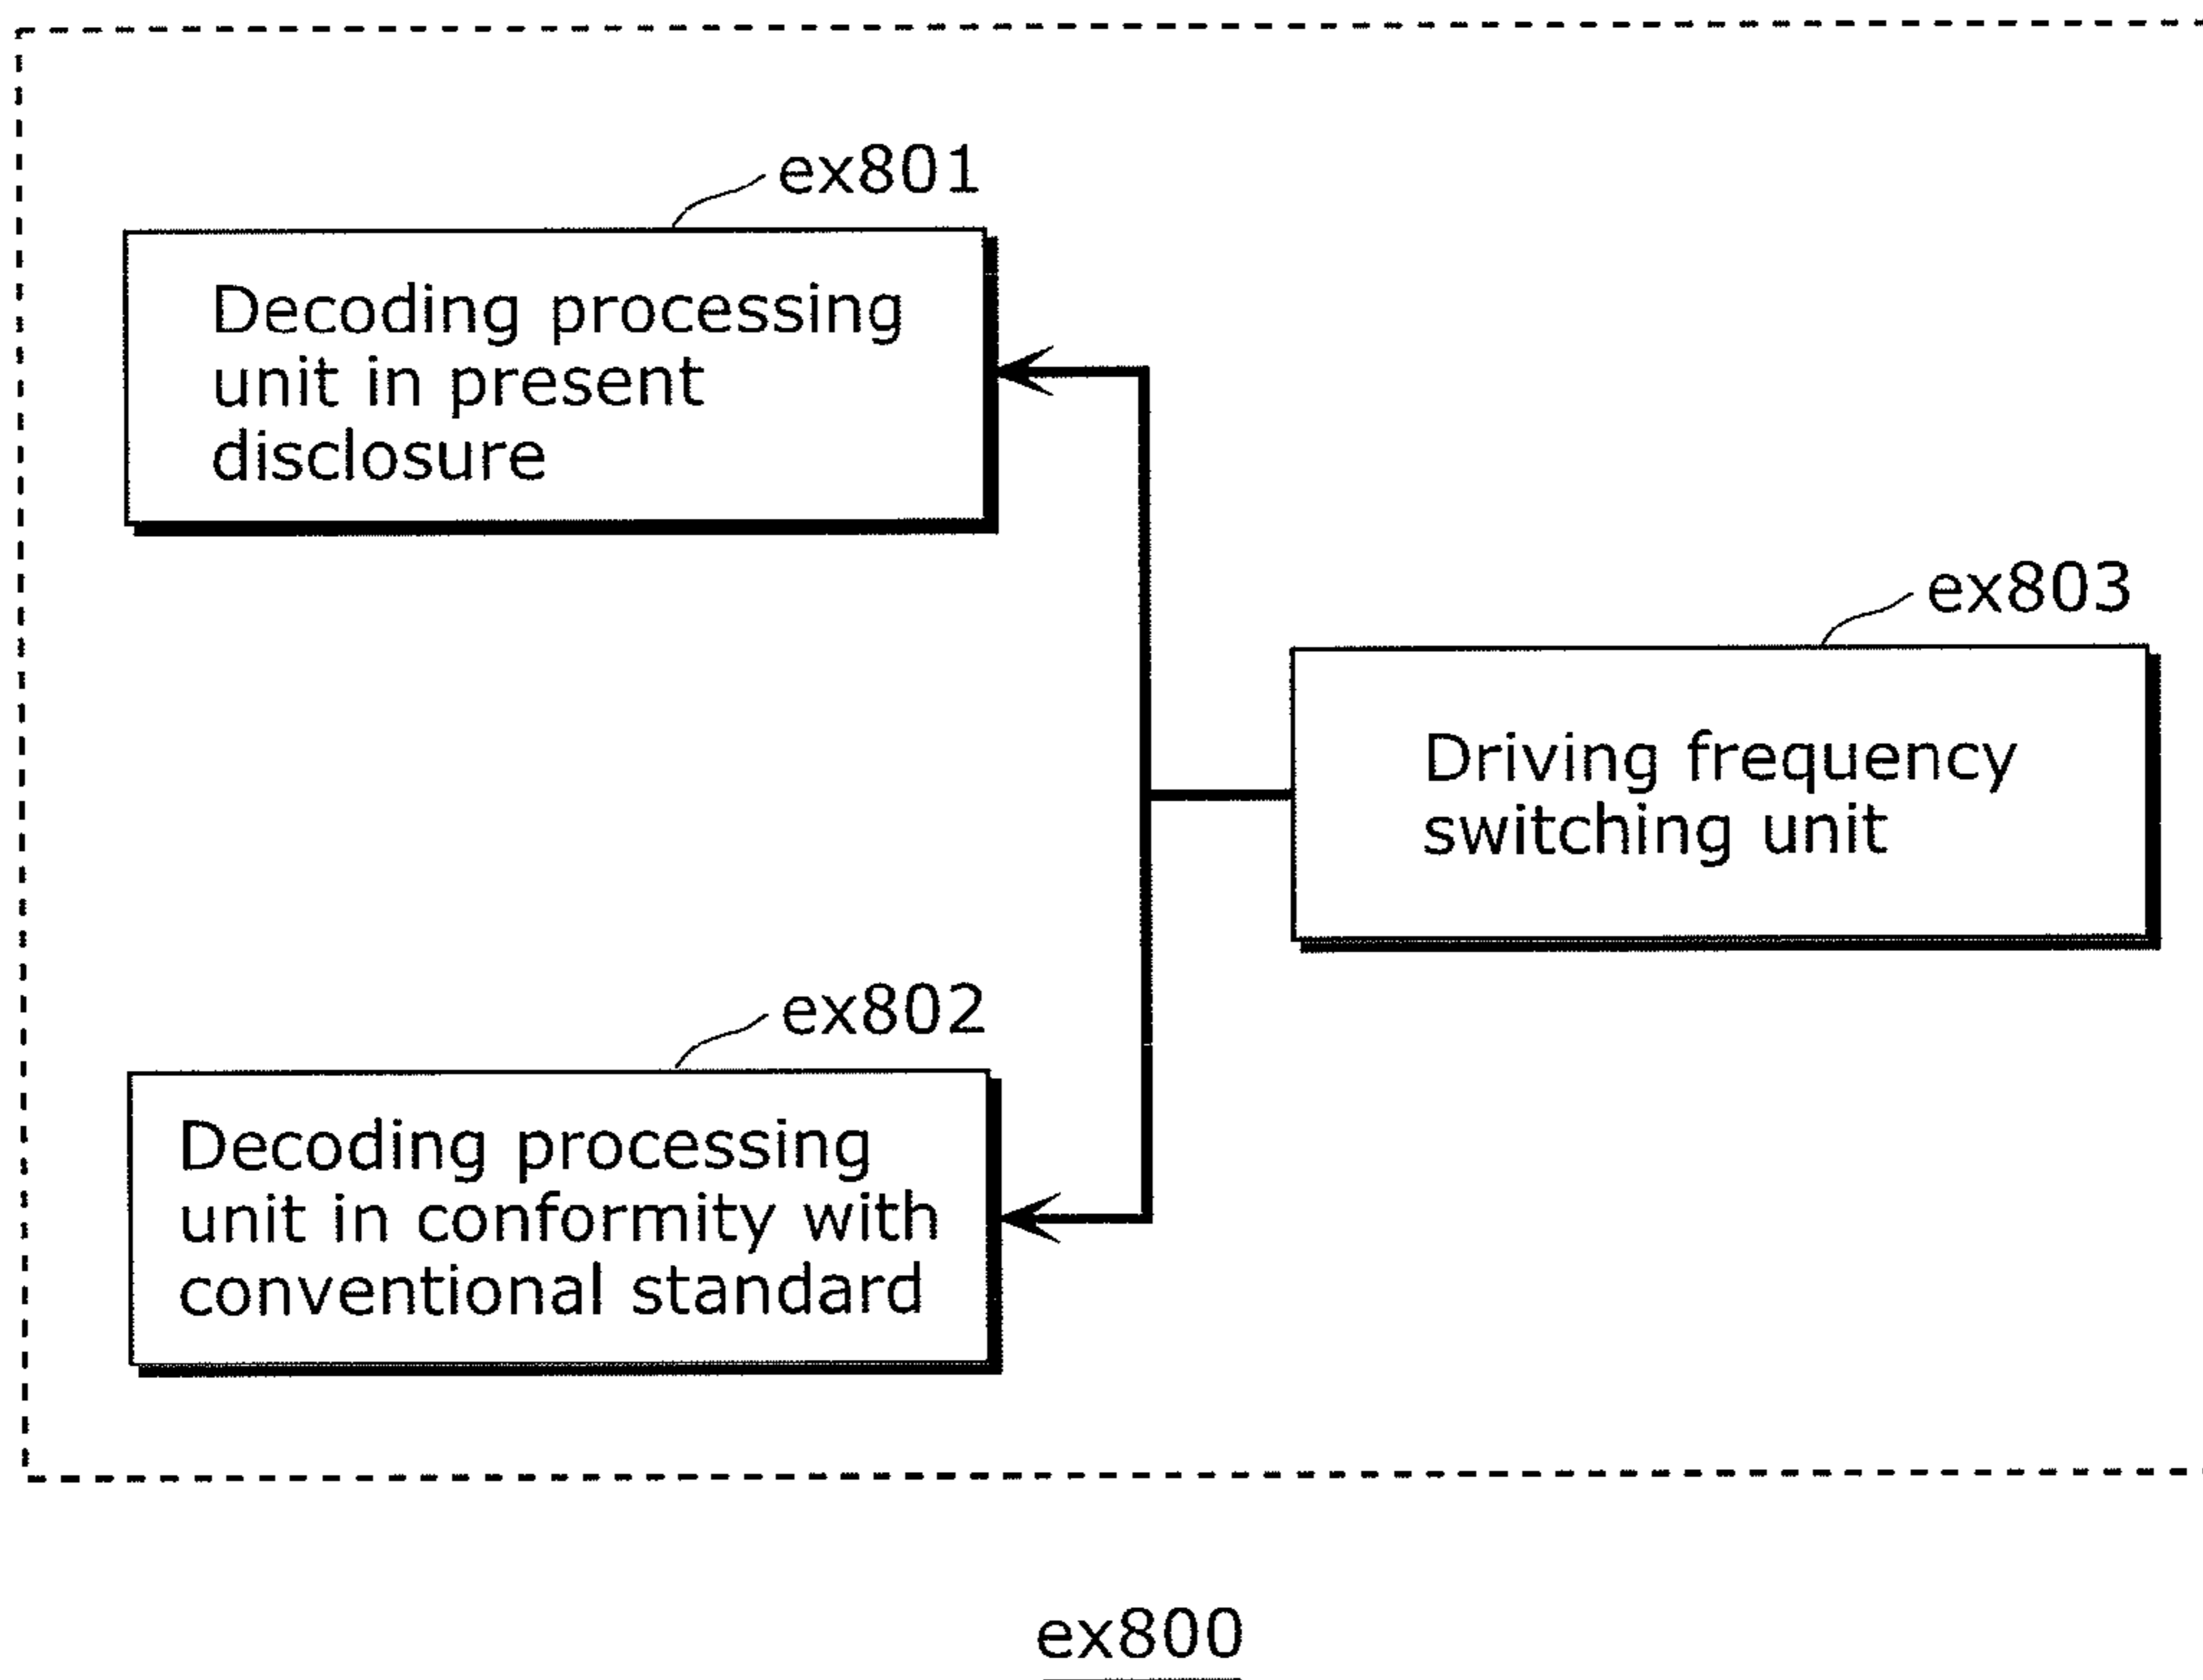 ex801
Decoding processing
unit in present
disclosure
ex803
Driving frequency
switching unit
ex802
Decoding processing
unit in conformity with
conventional standard
ex800